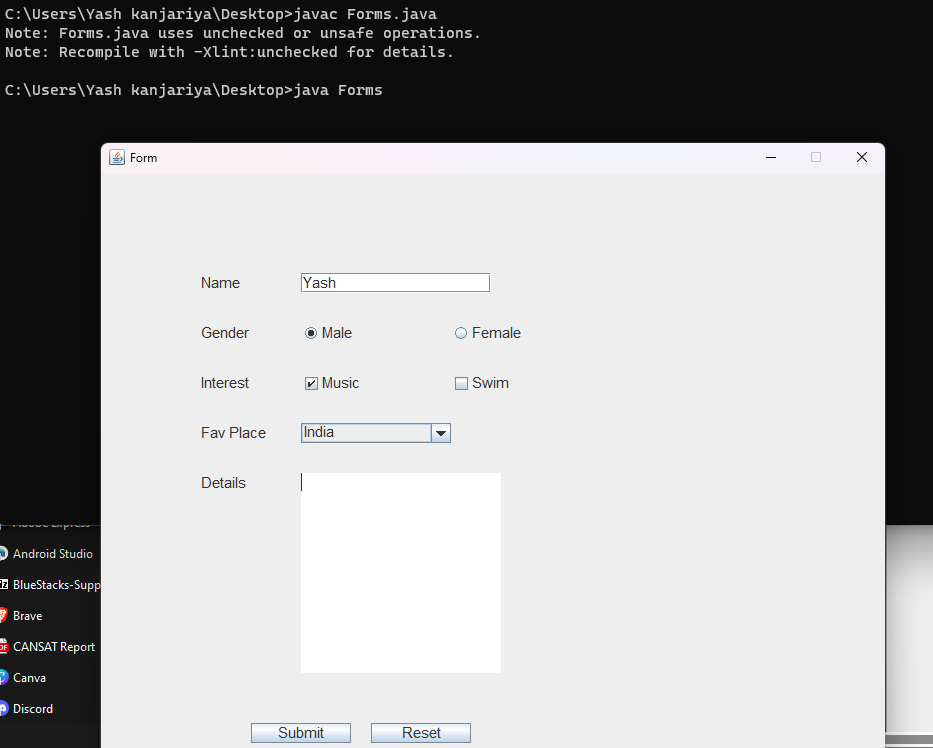 C:\Users\Yash kanjariya\Desktop>javac Forms.java
Note: Forms.java uses unchecked or unsafe operations.
Note: Recompile with -Xlint:unchecked for details.
C:\Users\Yash kanjariya\Desktop>java Forms
Form
Name Yash
Gender Male Female
Interest Music Swim
Fav Place India
Details
Adobe Express
Android Studio
BlueStacks-Supp
Brave
CANSAT Report
Canva
Discord
Submit Reset